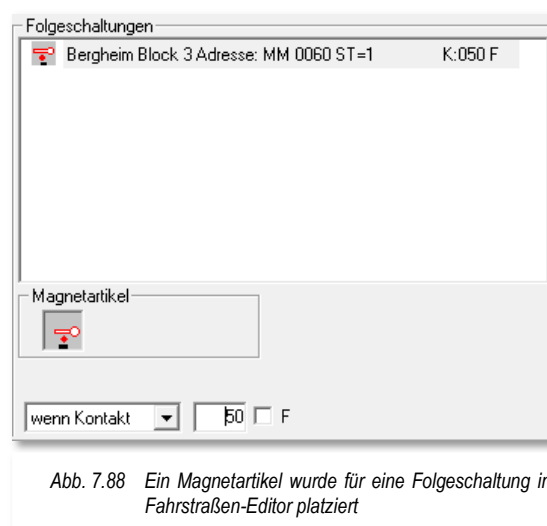 Folgeschaltungen
Bergheim Block 3 Adresse: MM 0060 ST=1 K:050 F
Magnetartikel
wenn Kontakt 50 F
Abb. 7.88 Ein Magnetartikel wurde für eine Folgeschaltung
Fahrstraßen-Editor platziert